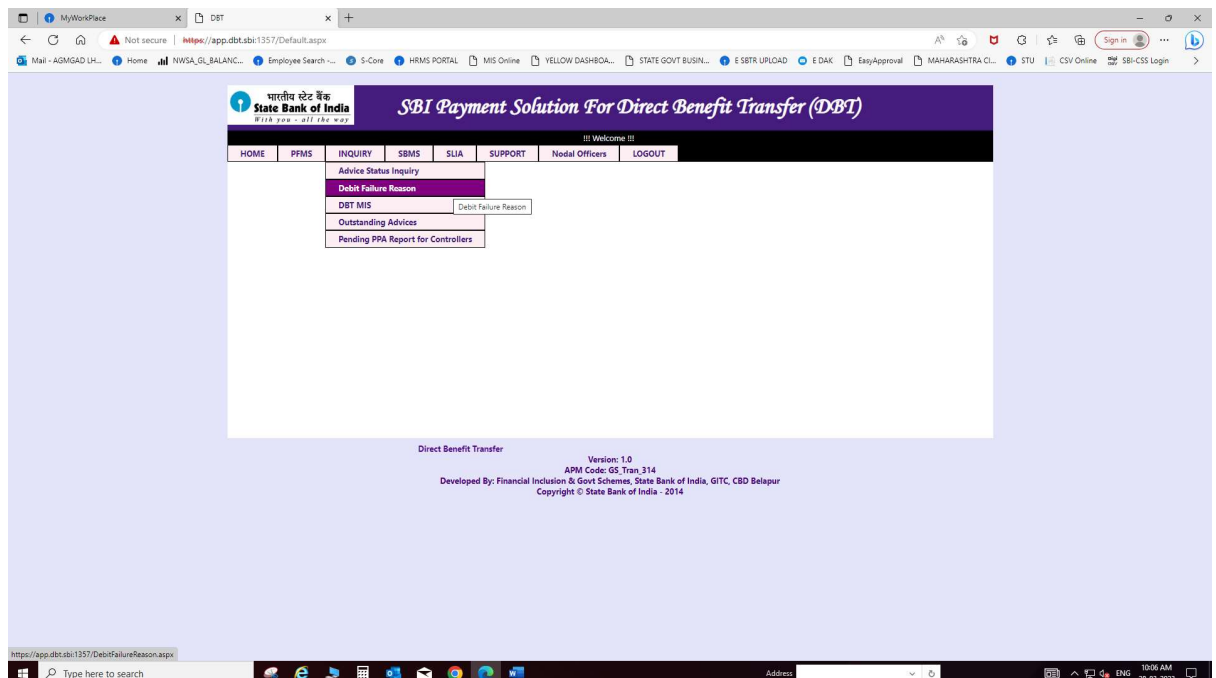 MyWorkPlace
DBT
Not secure | https://app.dbt.sbi:1357/Default.aspx
Sign in
Mail - AGMGAD LH... Home NWSA_GL_BALANC... Employee Search -... S-Core HRMS PORTAL MIS Online YELLOW DASHBOA... STATE GOVT BUSIN... E SBTR UPLOAD E DAK EasyApproval MAHARASHTRA CI... STU CSV Online SBI-CSS Login
भारतीय स्टेट बैंक
State Bank of India
With you - all the way
SBI Payment Solution For Direct Benefit Transfer (DBT)
!!! Welcome !!!
HOME PFMS INQUIRY SBMS SLIA SUPPORT Nodal Officers LOGOUT
Advice Status Inquiry
Debit Failure Reason
DBT MIS
Debit Failure Reason
Outstanding Advices
Pending PPA Report for Controllers
Direct Benefit Transfer
Version: 1.0
APM Code: GS_Tran_314
Developed By: Financial Inclusion & Govt Schemes, State Bank of India, GITC, CBD Belapur
Copyright © State Bank of India - 2014
https://app.dbt.sbi:1357/DebitFailureReason.aspx
Type here to search
Address
ENG
10:06 AM